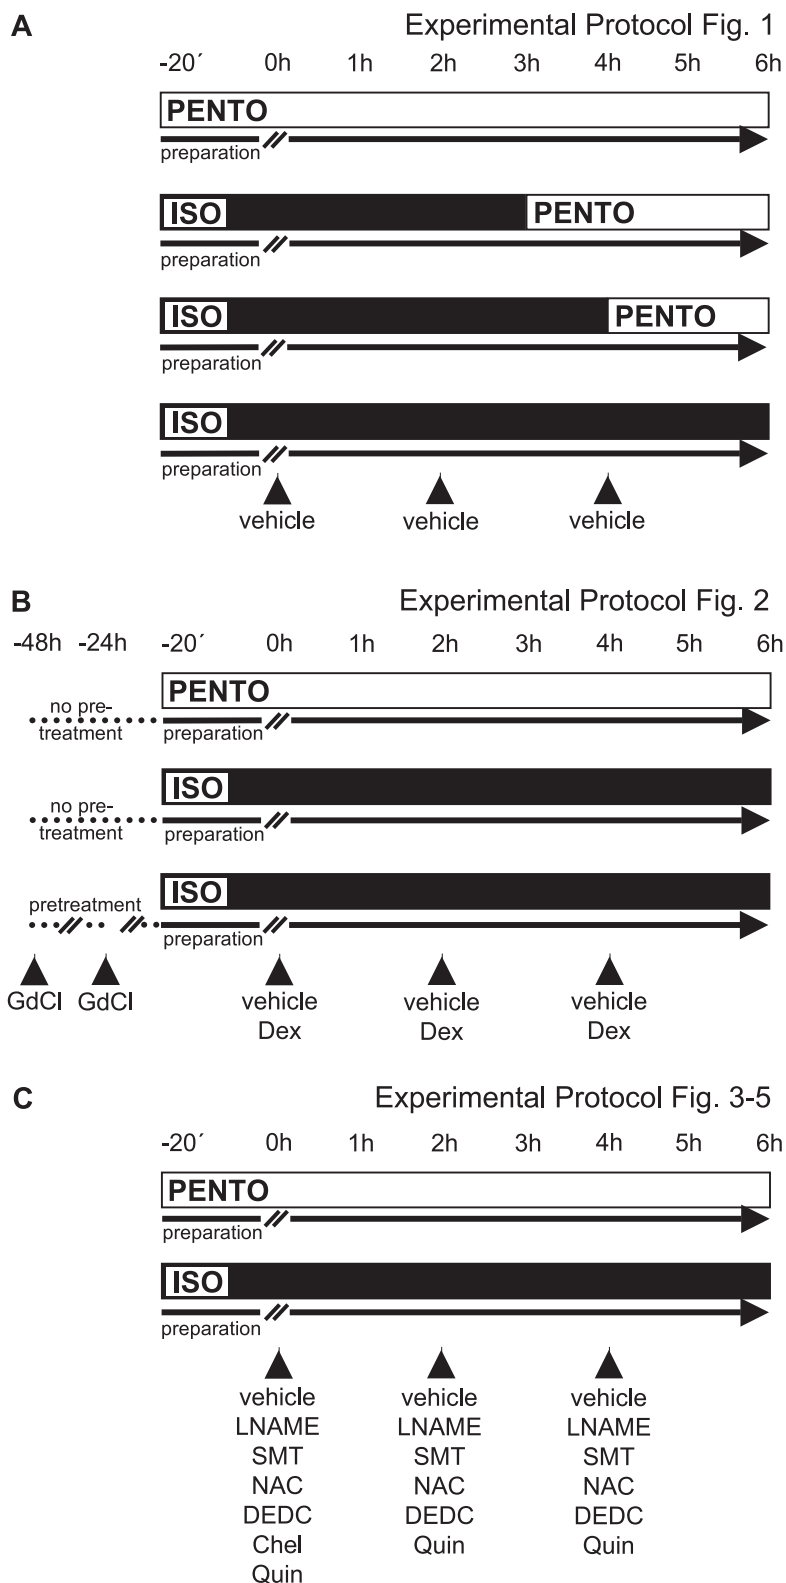 A Experimental Protocol Fig. 1
-20´ 0h 1h 2h 3h 4h 5h 6h
PENTO
preparation
ISO PENTO
preparation
ISO PENTO
preparation
ISO
preparation
vehicle vehicle vehicle
B Experimental Protocol Fig. 2
-48h -24h -20´ 0h 1h 2h 3h 4h 5h 6h
PENTO
no pre-
treatment preparation
ISO
no pre-
treatment preparation
ISO
pretreatment
preparation
GdCl GdCl vehicle vehicle vehicle
Dex Dex Dex
C Experimental Protocol Fig. 3-5
-20´ 0h 1h 2h 3h 4h 5h 6h
PENTO
preparation
ISO
preparation
vehicle vehicle vehicle
LNAME LNAME LNAME
SMT SMT SMT
NAC NAC NAC
DEDC DEDC DEDC
Chel Quin Quin
Quin